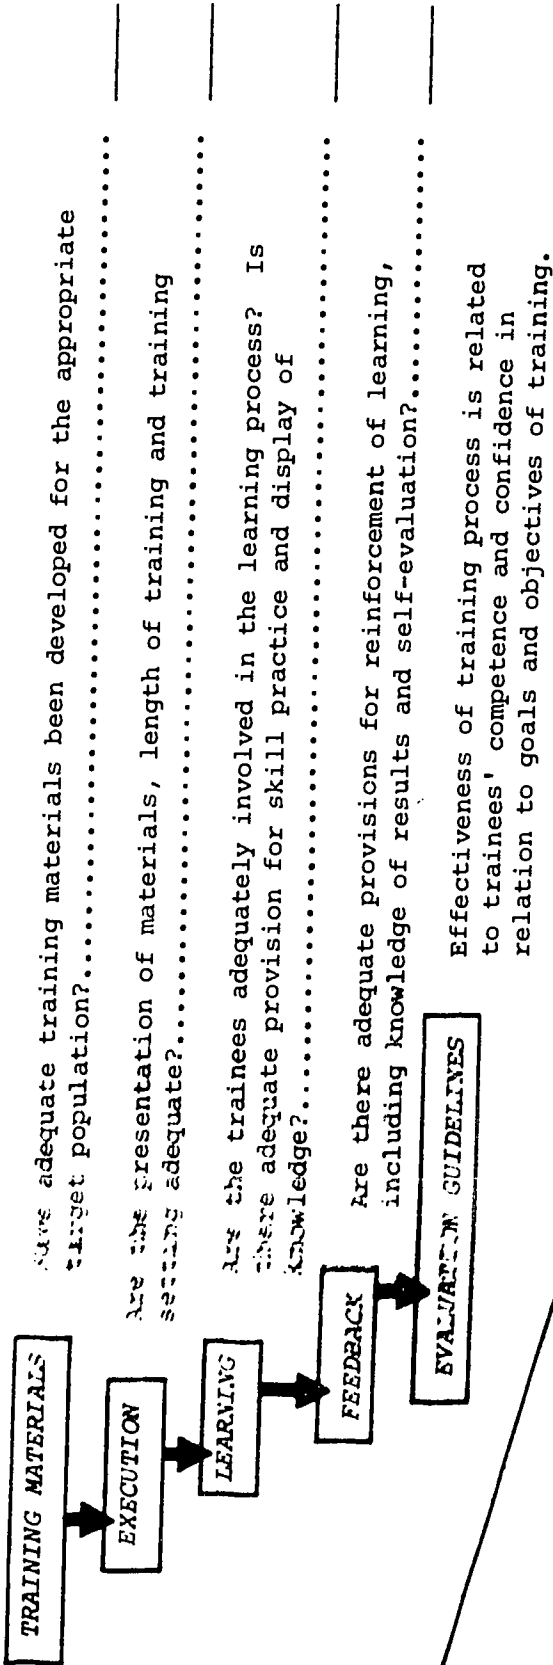 TRAINING MATERIALS
Have adequate training materials been developed for the appropriate
target population?..........................................................
EXECUTION
Are the presentation of materials, length of training and training
setting adequate?..........................................................
LEARNING
Are the trainees adequately involved in the learning process? Is
there adequate provision for skill practice and display of
knowledge?..........................................................
FEEDBACK
Are there adequate provisions for reinforcement of learning,
including knowledge of results and self-evaluation?....................
EVALUATION GUIDELINES
Effectiveness of training process is related
to trainees' competence and confidence in
relation to goals and objectives of training.